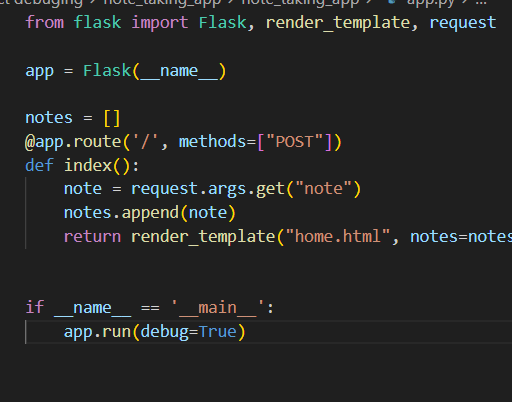 debuging > note_taking_app > note_taking_app > app.py > ...
from flask import Flask, render_template, request
app = Flask(__name__)
notes = []
@app.route('/', methods=["POST"])
def index():
note = request.args.get("note")
notes.append(note)
return render_template("home.html", notes=notes
if __name__ == '__main__':
app.run(debug=True)